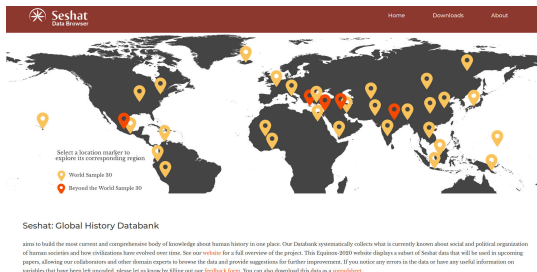 Seshat
Data Browser
Home
Downloads
About
Select a location marker to
explore its corresponding region
World Sample 30
Beyond the World Sample 30
Seshat: Global History Databank
aims to build the most current and comprehensive body of knowledge about human history in one place. Our Databank systematically collects what is currently known about social and political organization
of human societies and how civilizations have evolved over time. See our website for a full overview of the project. This Equinox-2020 website displays a subset of Seshat data that will be used in upcoming
papers, allowing our collaborators and other domain experts to browse the data and provide suggestions for further improvement. If you notice any errors in the data or have any useful information on
variables that have been left uncoded, please let us know by filling out our feedback form. You can also download this data as a spreadsheet.